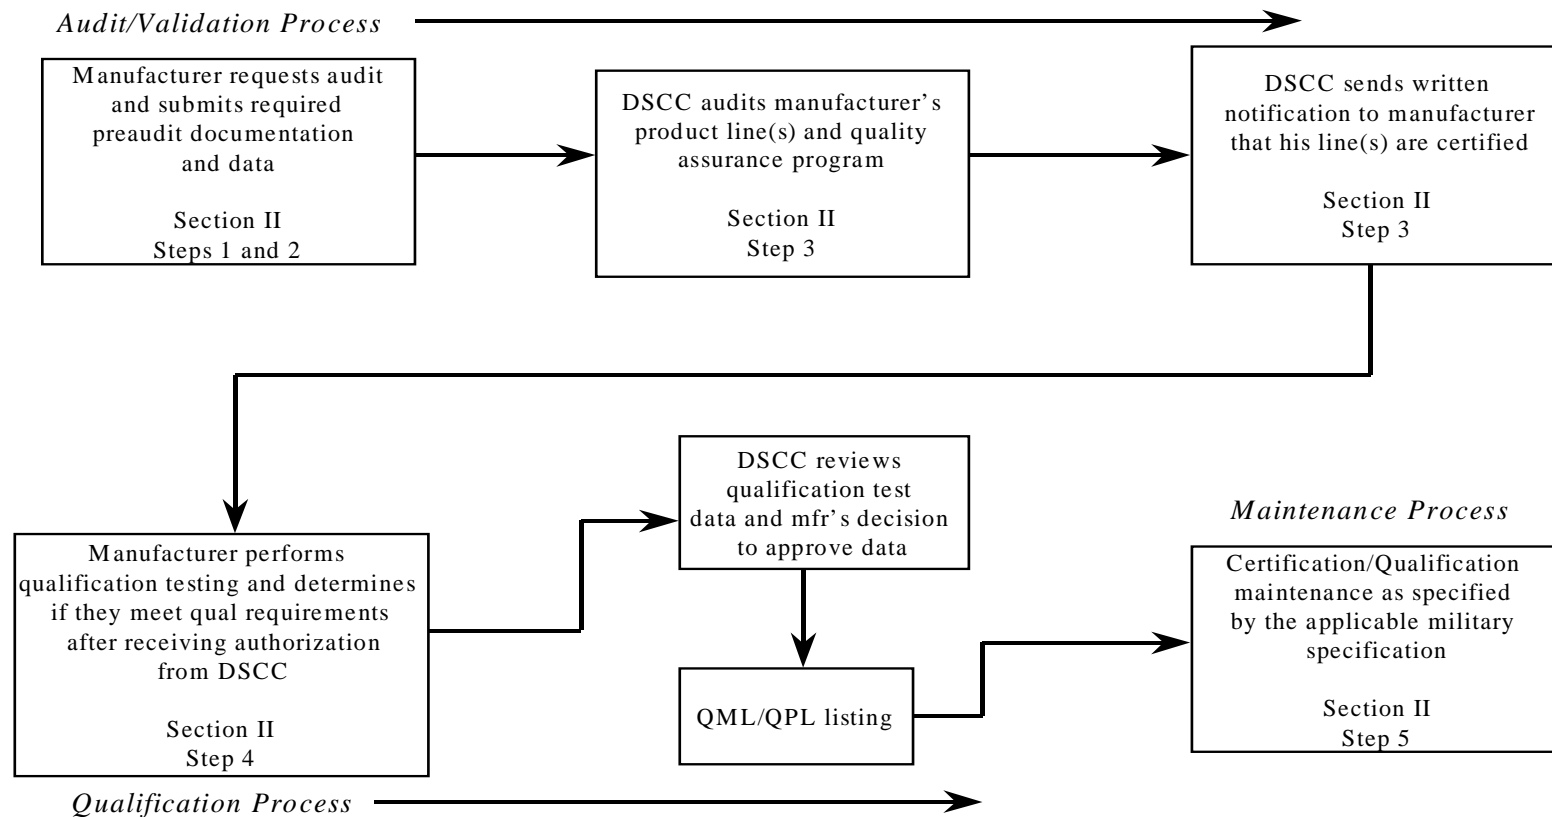 Audit/Validation Process
Manufacturer requests audit
and submits required
preaudit documentation
and data
Section II
Steps 1 and 2
DSCC audits manufacturer's
product line(s) and quality
assurance program
Section II
Step 3
DSCC sends written
notification to manufacturer
that his line(s) are certified
Section II
Step 3
Manufacturer performs
qualification testing and determines
if they meet qual requirements
after receiving authorization
from DSCC
Section II
Step 4
DSCC reviews
qualification test
data and mfr's decision
to approve data
QML/QPL listing
Maintenance Process
Certification/Qualification
maintenance as specified
by the applicable military
specification
Section II
Step 5
Qualification Process